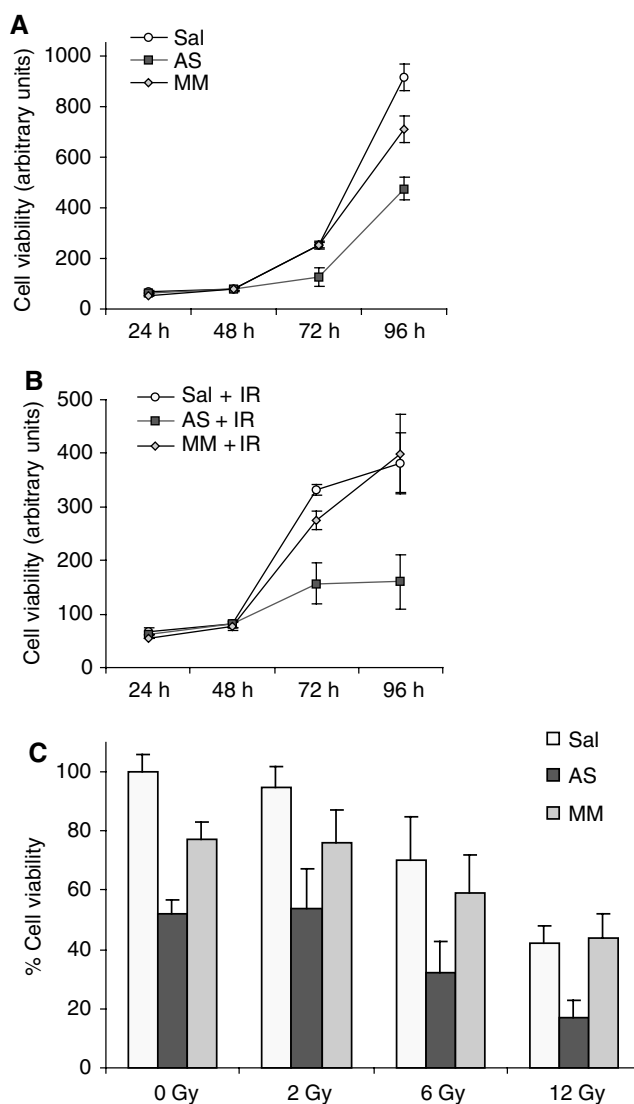 A
Sal
AS
MM
Cell viability (arbitrary units)
1000
800
600
400
200
0
24 h 48 h 72 h 96 h
B
Sal + IR
AS + IR
MM + IR
Cell viability (arbitrary units)
500
400
300
200
100
0
24 h 48 h 72 h 96 h
C
Sal
AS
MM
% Cell viability
100
80
60
40
20
0
0 Gy 2 Gy 6 Gy 12 Gy